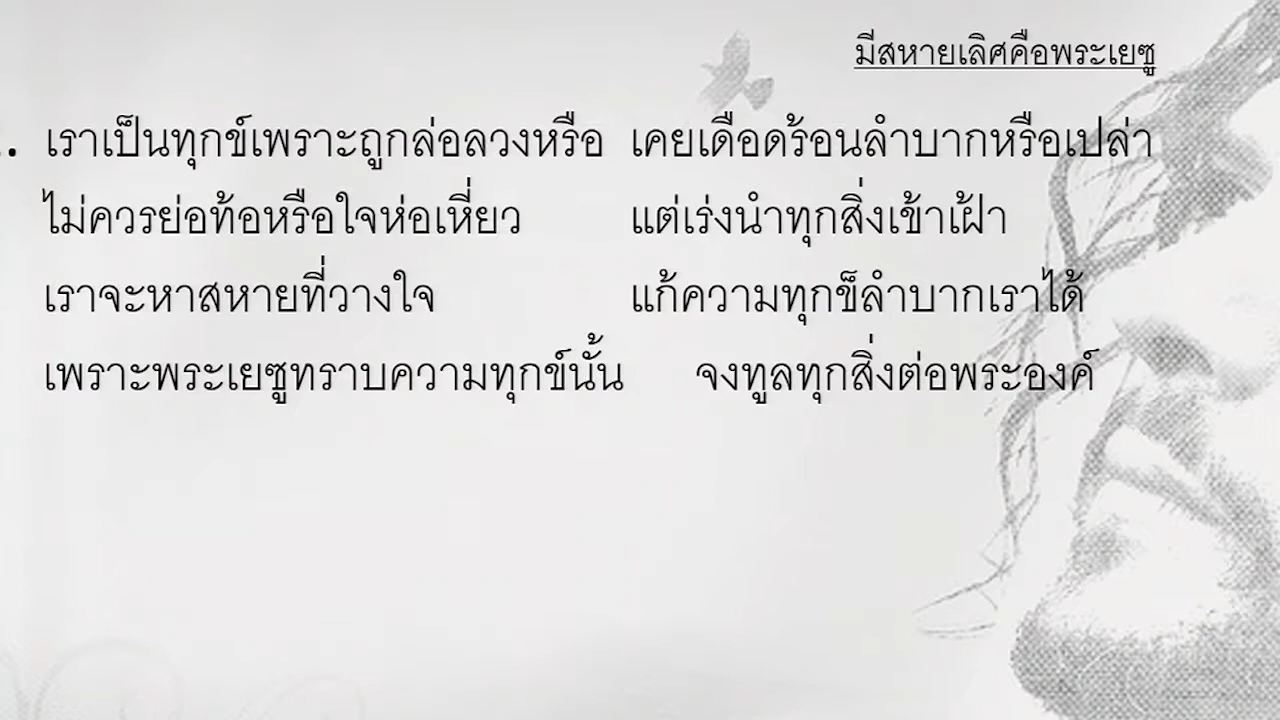 มีสหายเลิศคือพระเยซู
. เราเป็นทุกข์เพราะถูกล่อลวงหรือ เคยเดือดร้อนลำบากหรือเปล่า
ไม่ควรย่อท้อหรือใจห่อเหี่ยว แต่เร่งนำทุกสิ่งเข้าเฝ้า
เราจะหาสหายที่วางใจ แก้ความทุกข็ลำบากเราได้
เพราะพระเยซูทราบความทุกข์นั้น จงทูลทุกสิ่งต่อพระองค์